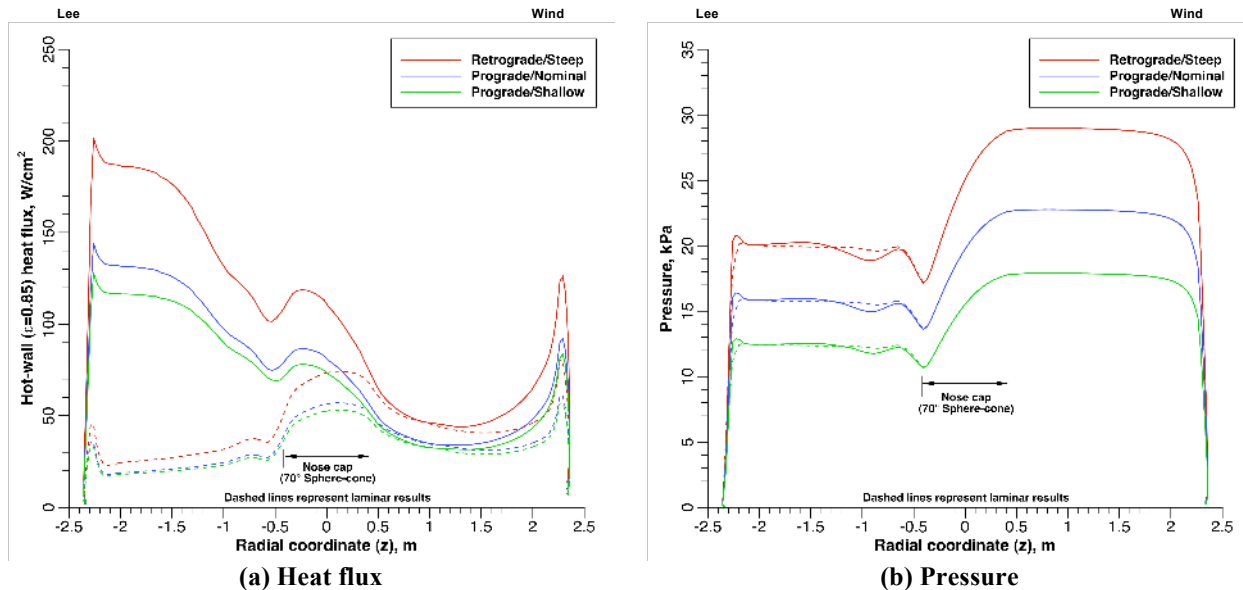 Lee
Wind
250
200
150
100
50
0
Hot-wall (ε=0.85) heat flux, W/cm²
Retrograde/Steep
Prograde/Nominal
Prograde/Shallow
Nose cap
(70° Sphere-cone)
Dashed lines represent laminar results
-2.5 -2 -1.5 -1 -0.5 0 0.5 1 1.5 2 2.5
Radial coordinate (z), m
(a) Heat flux
Lee
Wind
35
30
25
20
15
10
5
0
Pressure, kPa
Retrograde/Steep
Prograde/Nominal
Prograde/Shallow
Nose cap
(70° Sphere-cone)
Dashed lines represent laminar results
-2.5 -2 -1.5 -1 -0.5 0 0.5 1 1.5 2 2.5
Radial coordinate (z), m
(b) Pressure